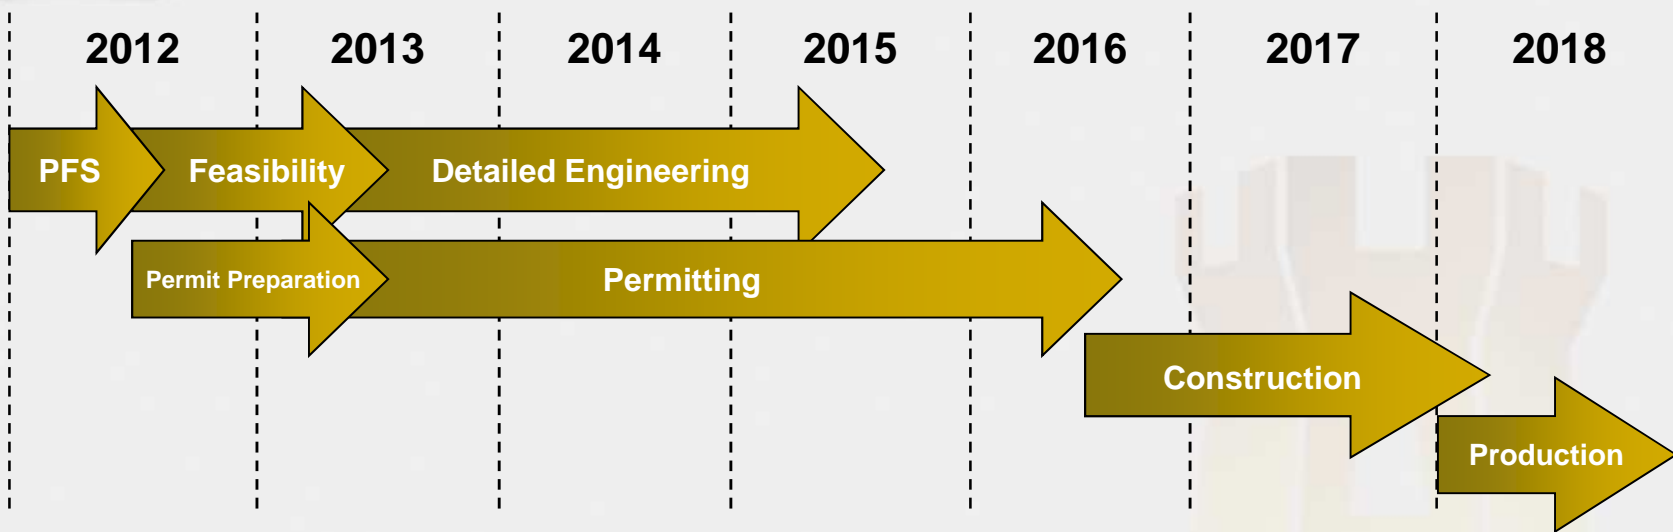 2012 2013 2014 2015 2016 2017 2018
PFS Feasibility Detailed Engineering
Permit Preparation Permitting
Construction
Production